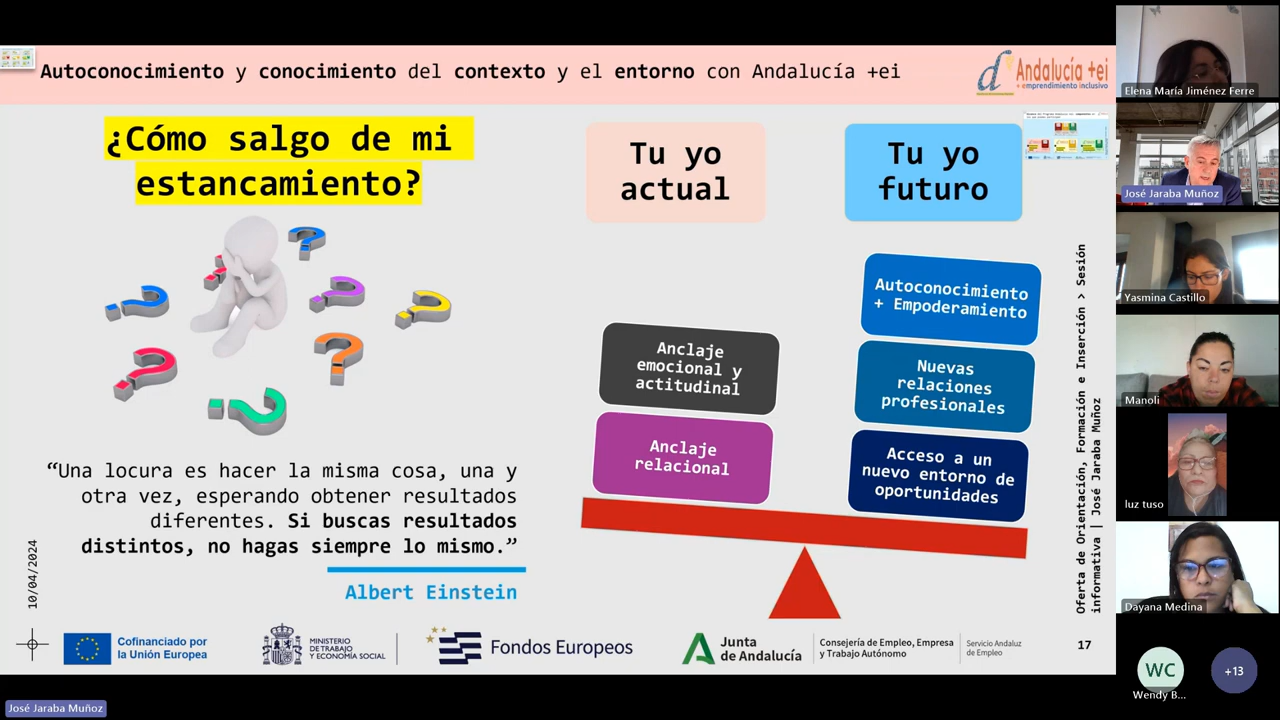 Autoconocimiento y conocimiento del contexto y el entorno con Andalucía +ei
Andalucía +ei
+ emprendimiento inclusivo
¿Cómo salgo de mi
estancamiento?
Tu yo
actual
Tu yo
futuro
Anclaje
emocional y
actitudinal
Anclaje
relacional
Autoconocimiento
+ Empoderamiento
Nuevas
relaciones
profesionales
Acceso a un
nuevo entorno de
oportunidades
“Una locura es hacer la misma cosa, una y
otra vez, esperando obtener resultados
diferentes. Si buscas resultados
distintos, no hagas siempre lo mismo.”
Albert Einstein
10/04/2024
Oferta de Orientación, Formación e Inserción > Sesión
informativa | José Jaraba Muñoz
Cofinanciado por
la Unión Europea
MINISTERIO
DE TRABAJO
Y ECONOMÍA SOCIAL
Fondos Europeos
Junta
de Andalucía
Consejería de Empleo, Empresa
y Trabajo Autónomo
Servicio Andaluz
de Empleo
17
José Jaraba Muñoz
Elena María Jiménez Ferre
José Jaraba Muñoz
Yasmina Castillo
Manoli
luz tuso
Dayana Medina
WC
Wendy B...
+13